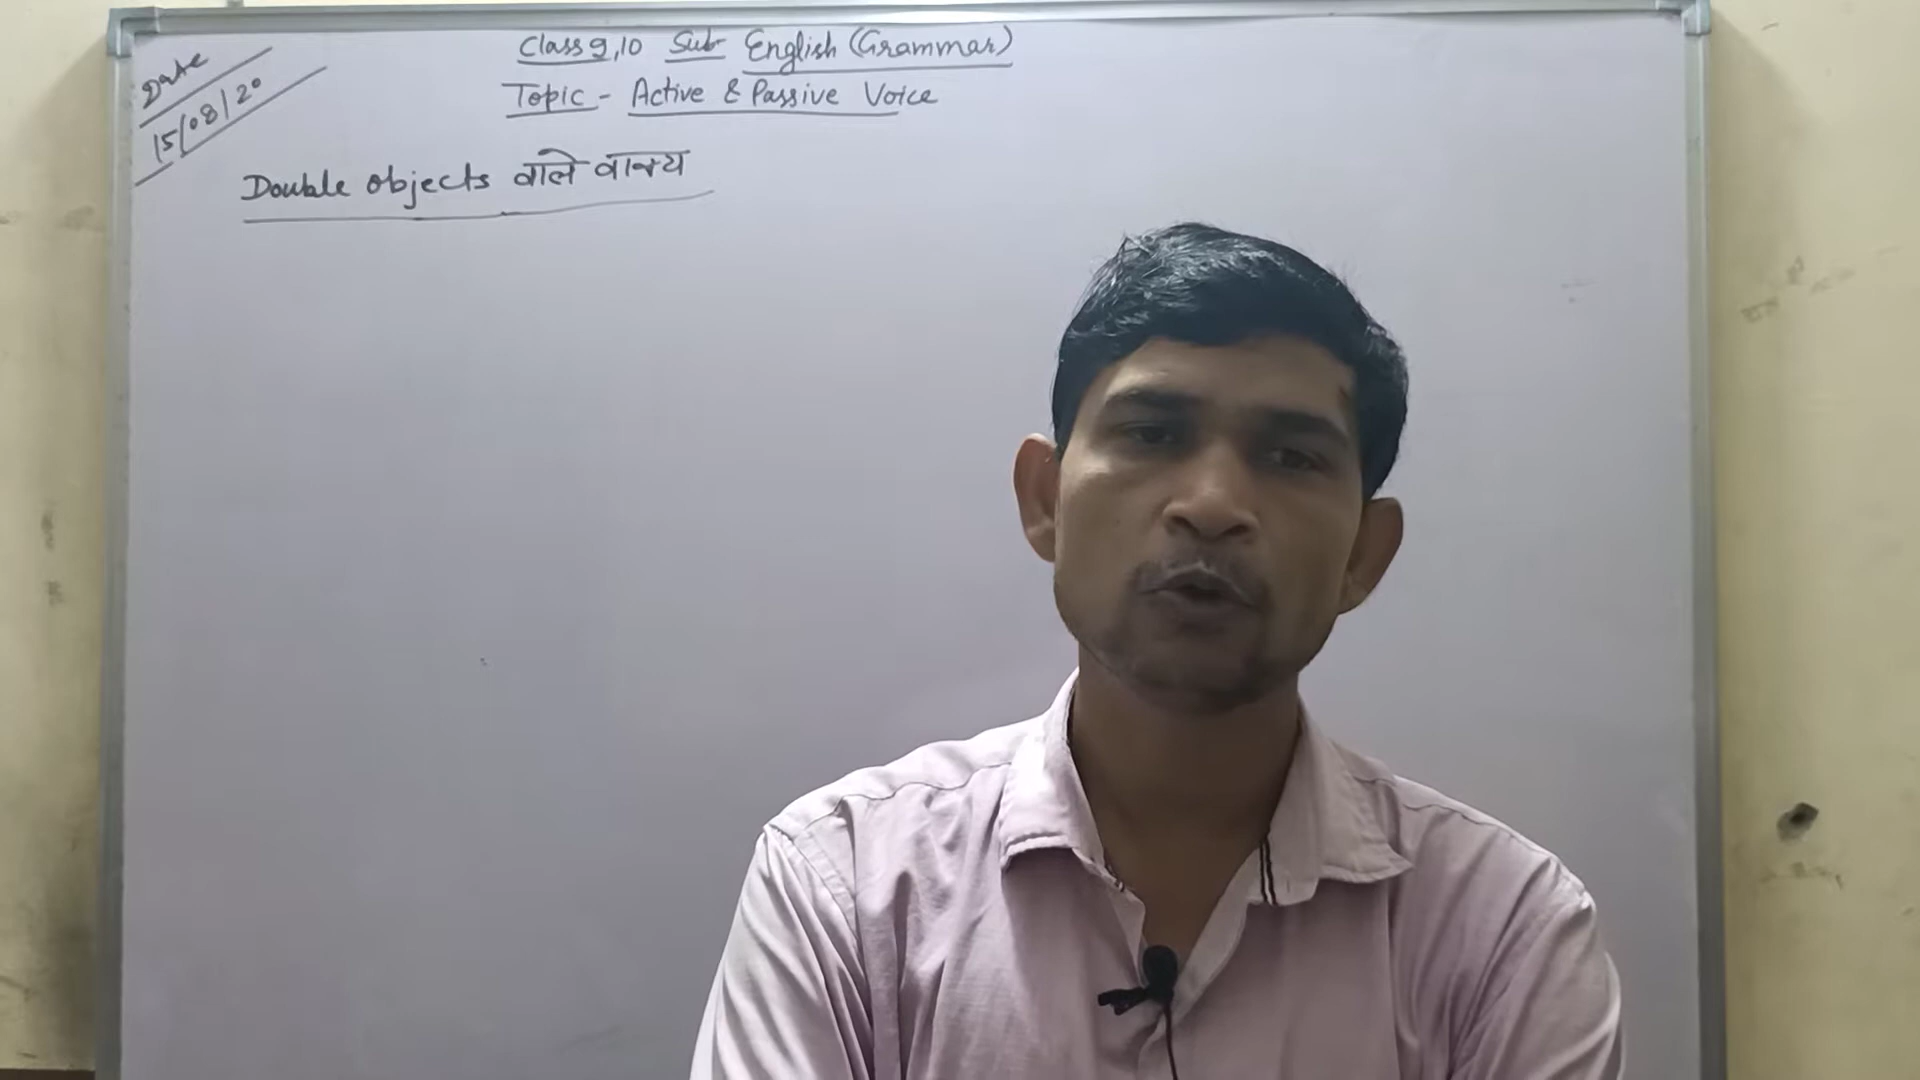 Date
15/08/20
Class 9,10 Sub English (Grammar)
Topic - Active & Passive Voice
Double objects वाले वाक्य